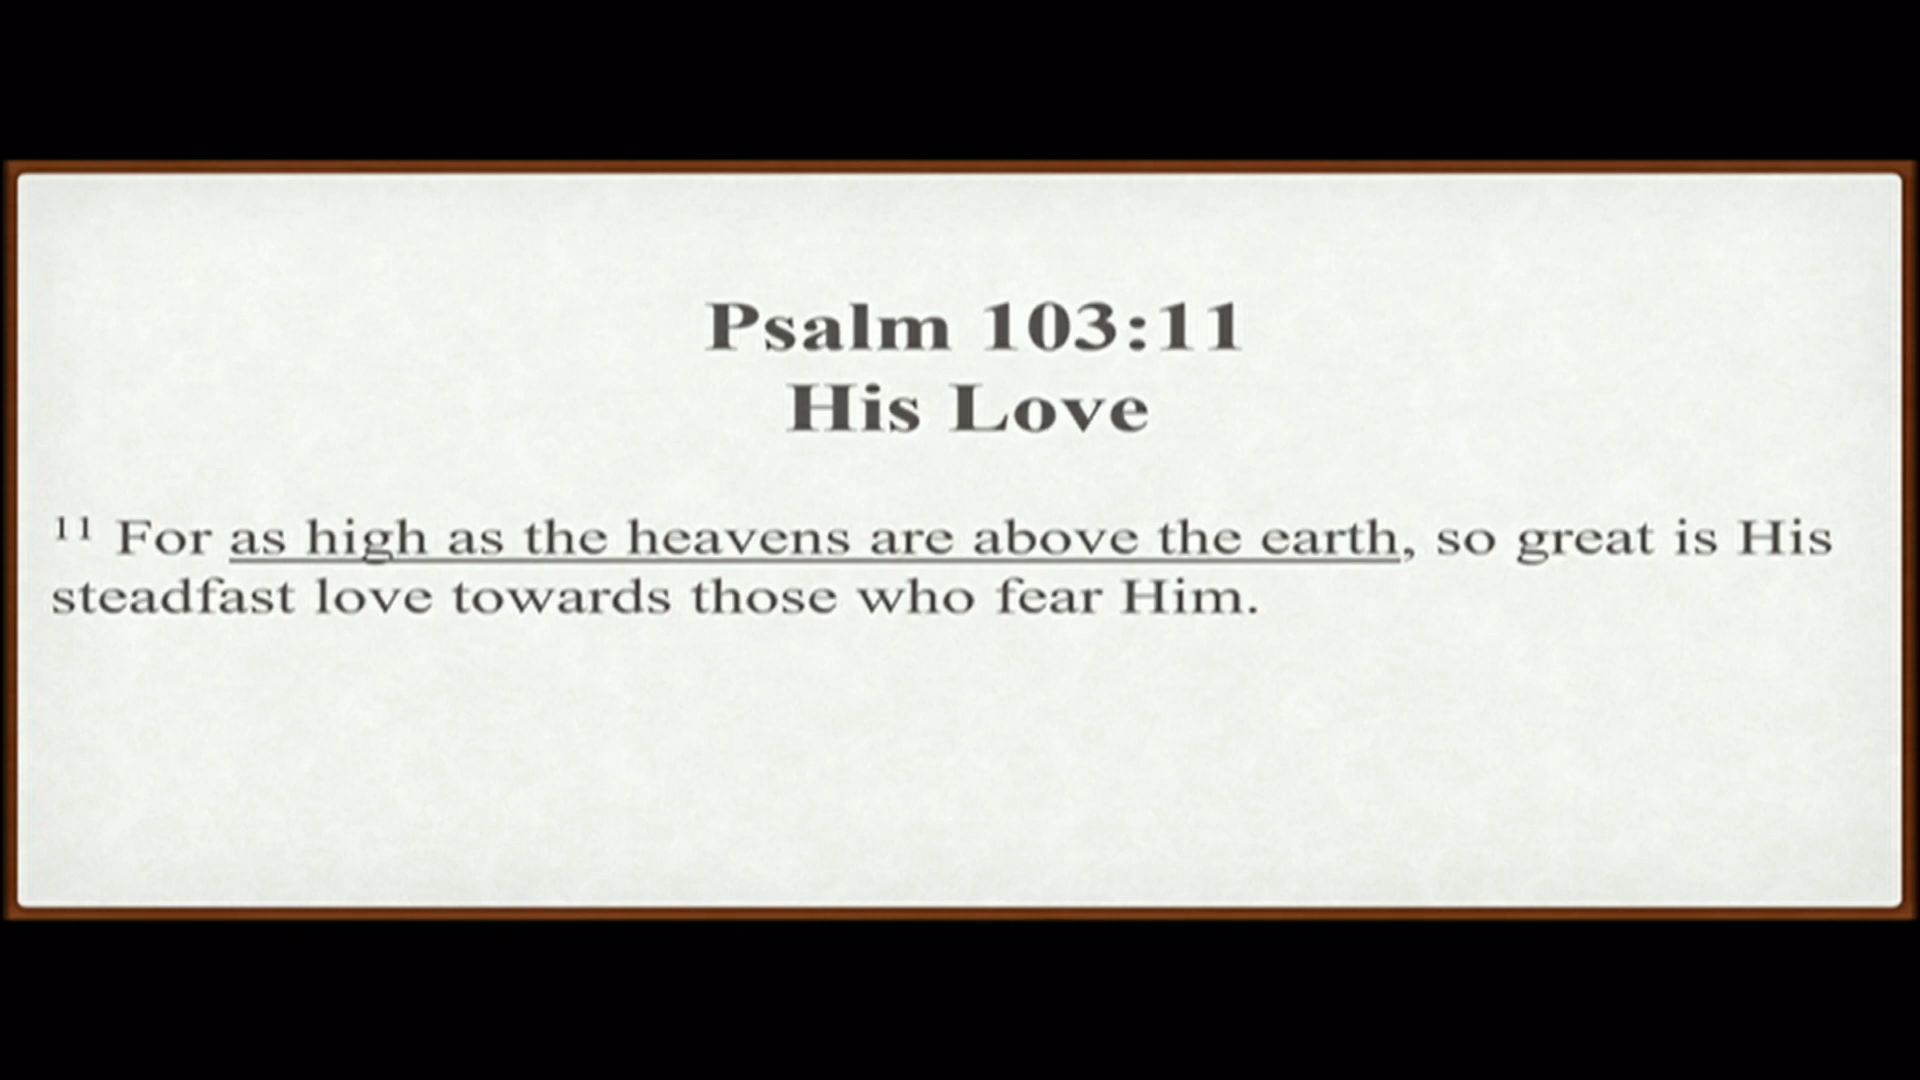 Psalm 103:11
His Love
¹¹ For as high as the heavens are above the earth, so great is His
steadfast love towards those who fear Him.